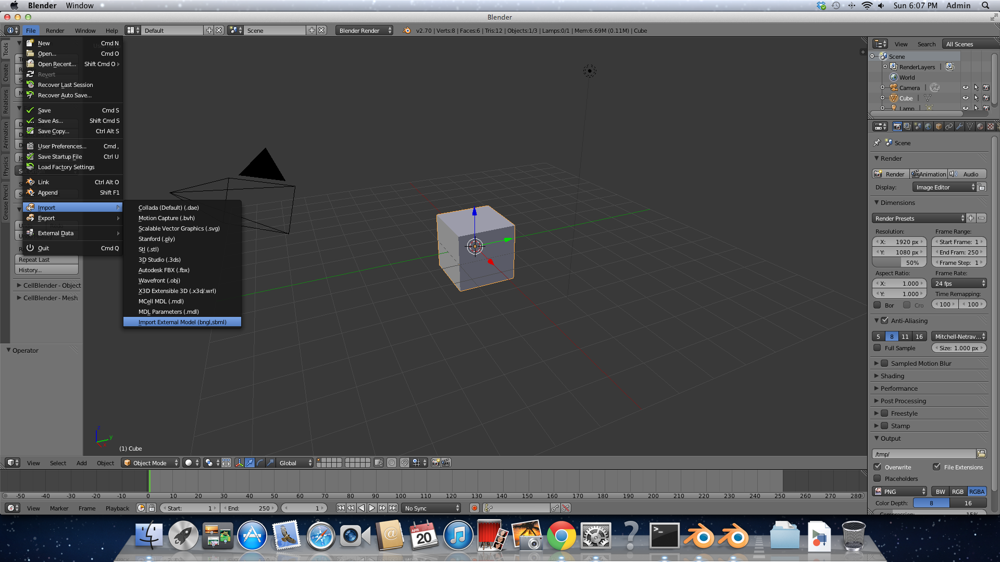 Blender Window
Sun 6:07 PM Admin
Blender
File Render Window Help
Default
Scene
Blender Render
v2.70 | Verts:8 | Faces:6 | Tris:12 | Objects:1/3 | Lamps:0/1 | Mem:6.69M (0.11M) | Cube
New Cmd N
Open... Cmd O
Open Recent... Shift Cmd O
Revert
Recover Last Session
Recover Auto Save...
Save Cmd S
Save As... Shift Cmd S
Save Copy... Ctrl Alt S
User Preferences... Cmd ,
Save Startup File Ctrl U
Load Factory Settings
Link Ctrl Alt O
Append Shift F1
Import
Export
External Data
Quit Cmd Q
Collada (Default) (.dae)
Motion Capture (.bvh)
Scalable Vector Graphics (.svg)
Stanford (.ply)
Stl (.stl)
3D Studio (.3ds)
Autodesk FBX (.fbx)
Wavefront (.obj)
X3D Extensible 3D (.x3d/.wrl)
MCell MDL (.mdl)
MDL Parameters (.mdl)
Import External Model (bngl,sbml)
Tools
Create
Relations
Animation
Physics
Grease Pencil
Repeat Last
History...
CellBlender - Object
CellBlender - Mesh
Operator
z
y
x
(1) Cube
View Select Add Object
Object Mode
Global
-50 -40 -30 -20 -10 0 10 20 30 40 50 60 70 80 90 100 110 120 130 140 150 160 170 180 190 200 210 220 230 240 250 260 270 280
View Marker Frame Playback
Start: 1
End: 250
1
No Sync
View Search All Scenes
Scene
RenderLayers
World
Camera
Cube
Lamp
Scene
Render
Render Animation Audio
Display: Image Editor
Dimensions
Render Presets
Resolution: Frame Range:
X: 1920 px Start Frame: 1
Y: 1080 px End Fram: 250
50% Frame Step: 1
Aspect Ratio: Frame Rate:
X: 1.000 24 fps
Y: 1.000 Time Remapping:
Bor Cro 100 100
Anti-Aliasing
5 8 11 16 Mitchell-Netrav...
Full Sample Size: 1.000 px
Sampled Motion Blur
Shading
Performance
Post Processing
Freestyle
Stamp
Output
/tmp/
Overwrite File Extensions
Placeholders
PNG BW RGB RGBA
Color Depth: 8 16
APR
20